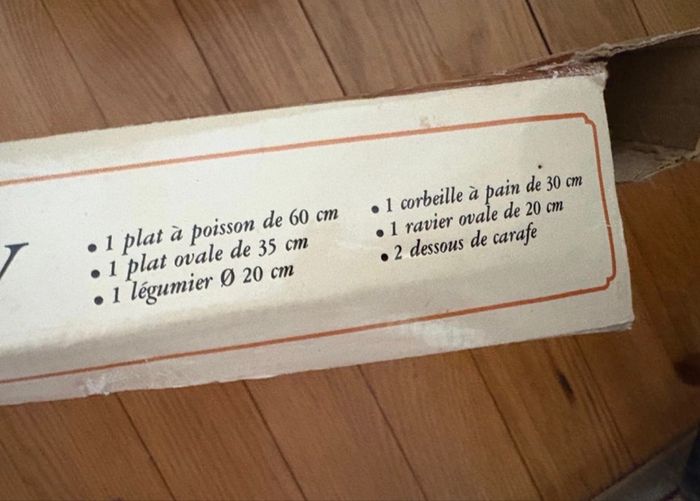 • 1 plat à poisson de 60 cm
• 1 plat ovale de 35 cm
• 1 légumier Ø 20 cm
• 1 corbeille à pain de 30 cm
• 1 ravier ovale de 20 cm
• 2 dessous de carafe